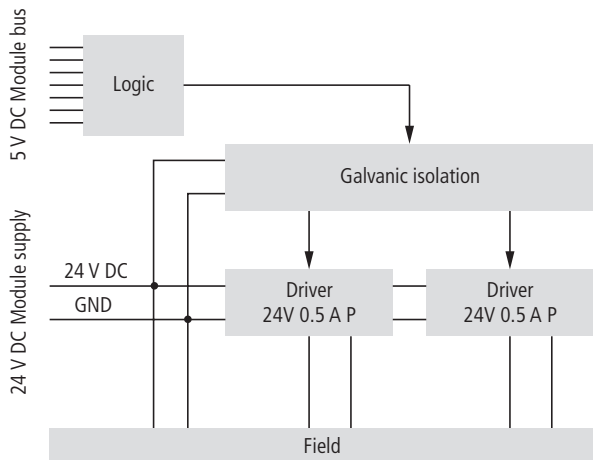 5 V DC Module bus
Logic
Galvanic isolation
24 V DC Module supply
24 V DC
GND
Driver
24V 0.5 A P
Driver
24V 0.5 A P
Field